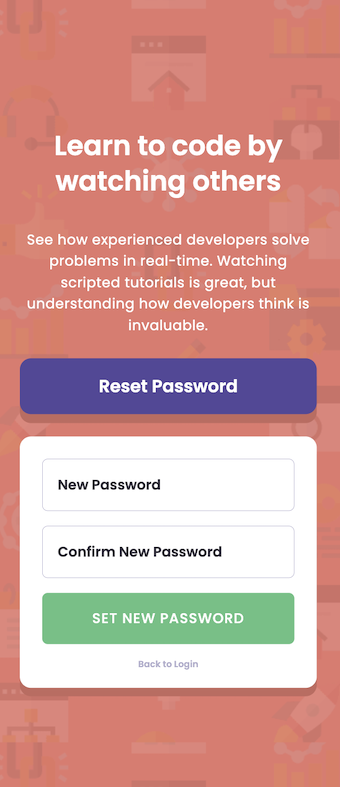 Learn to code by
watching others
See how experienced developers solve
problems in real-time. Watching
scripted tutorials is great, but
understanding how developers think is
invaluable.
Reset Password
New Password
Confirm New Password
SET NEW PASSWORD
Back to Login